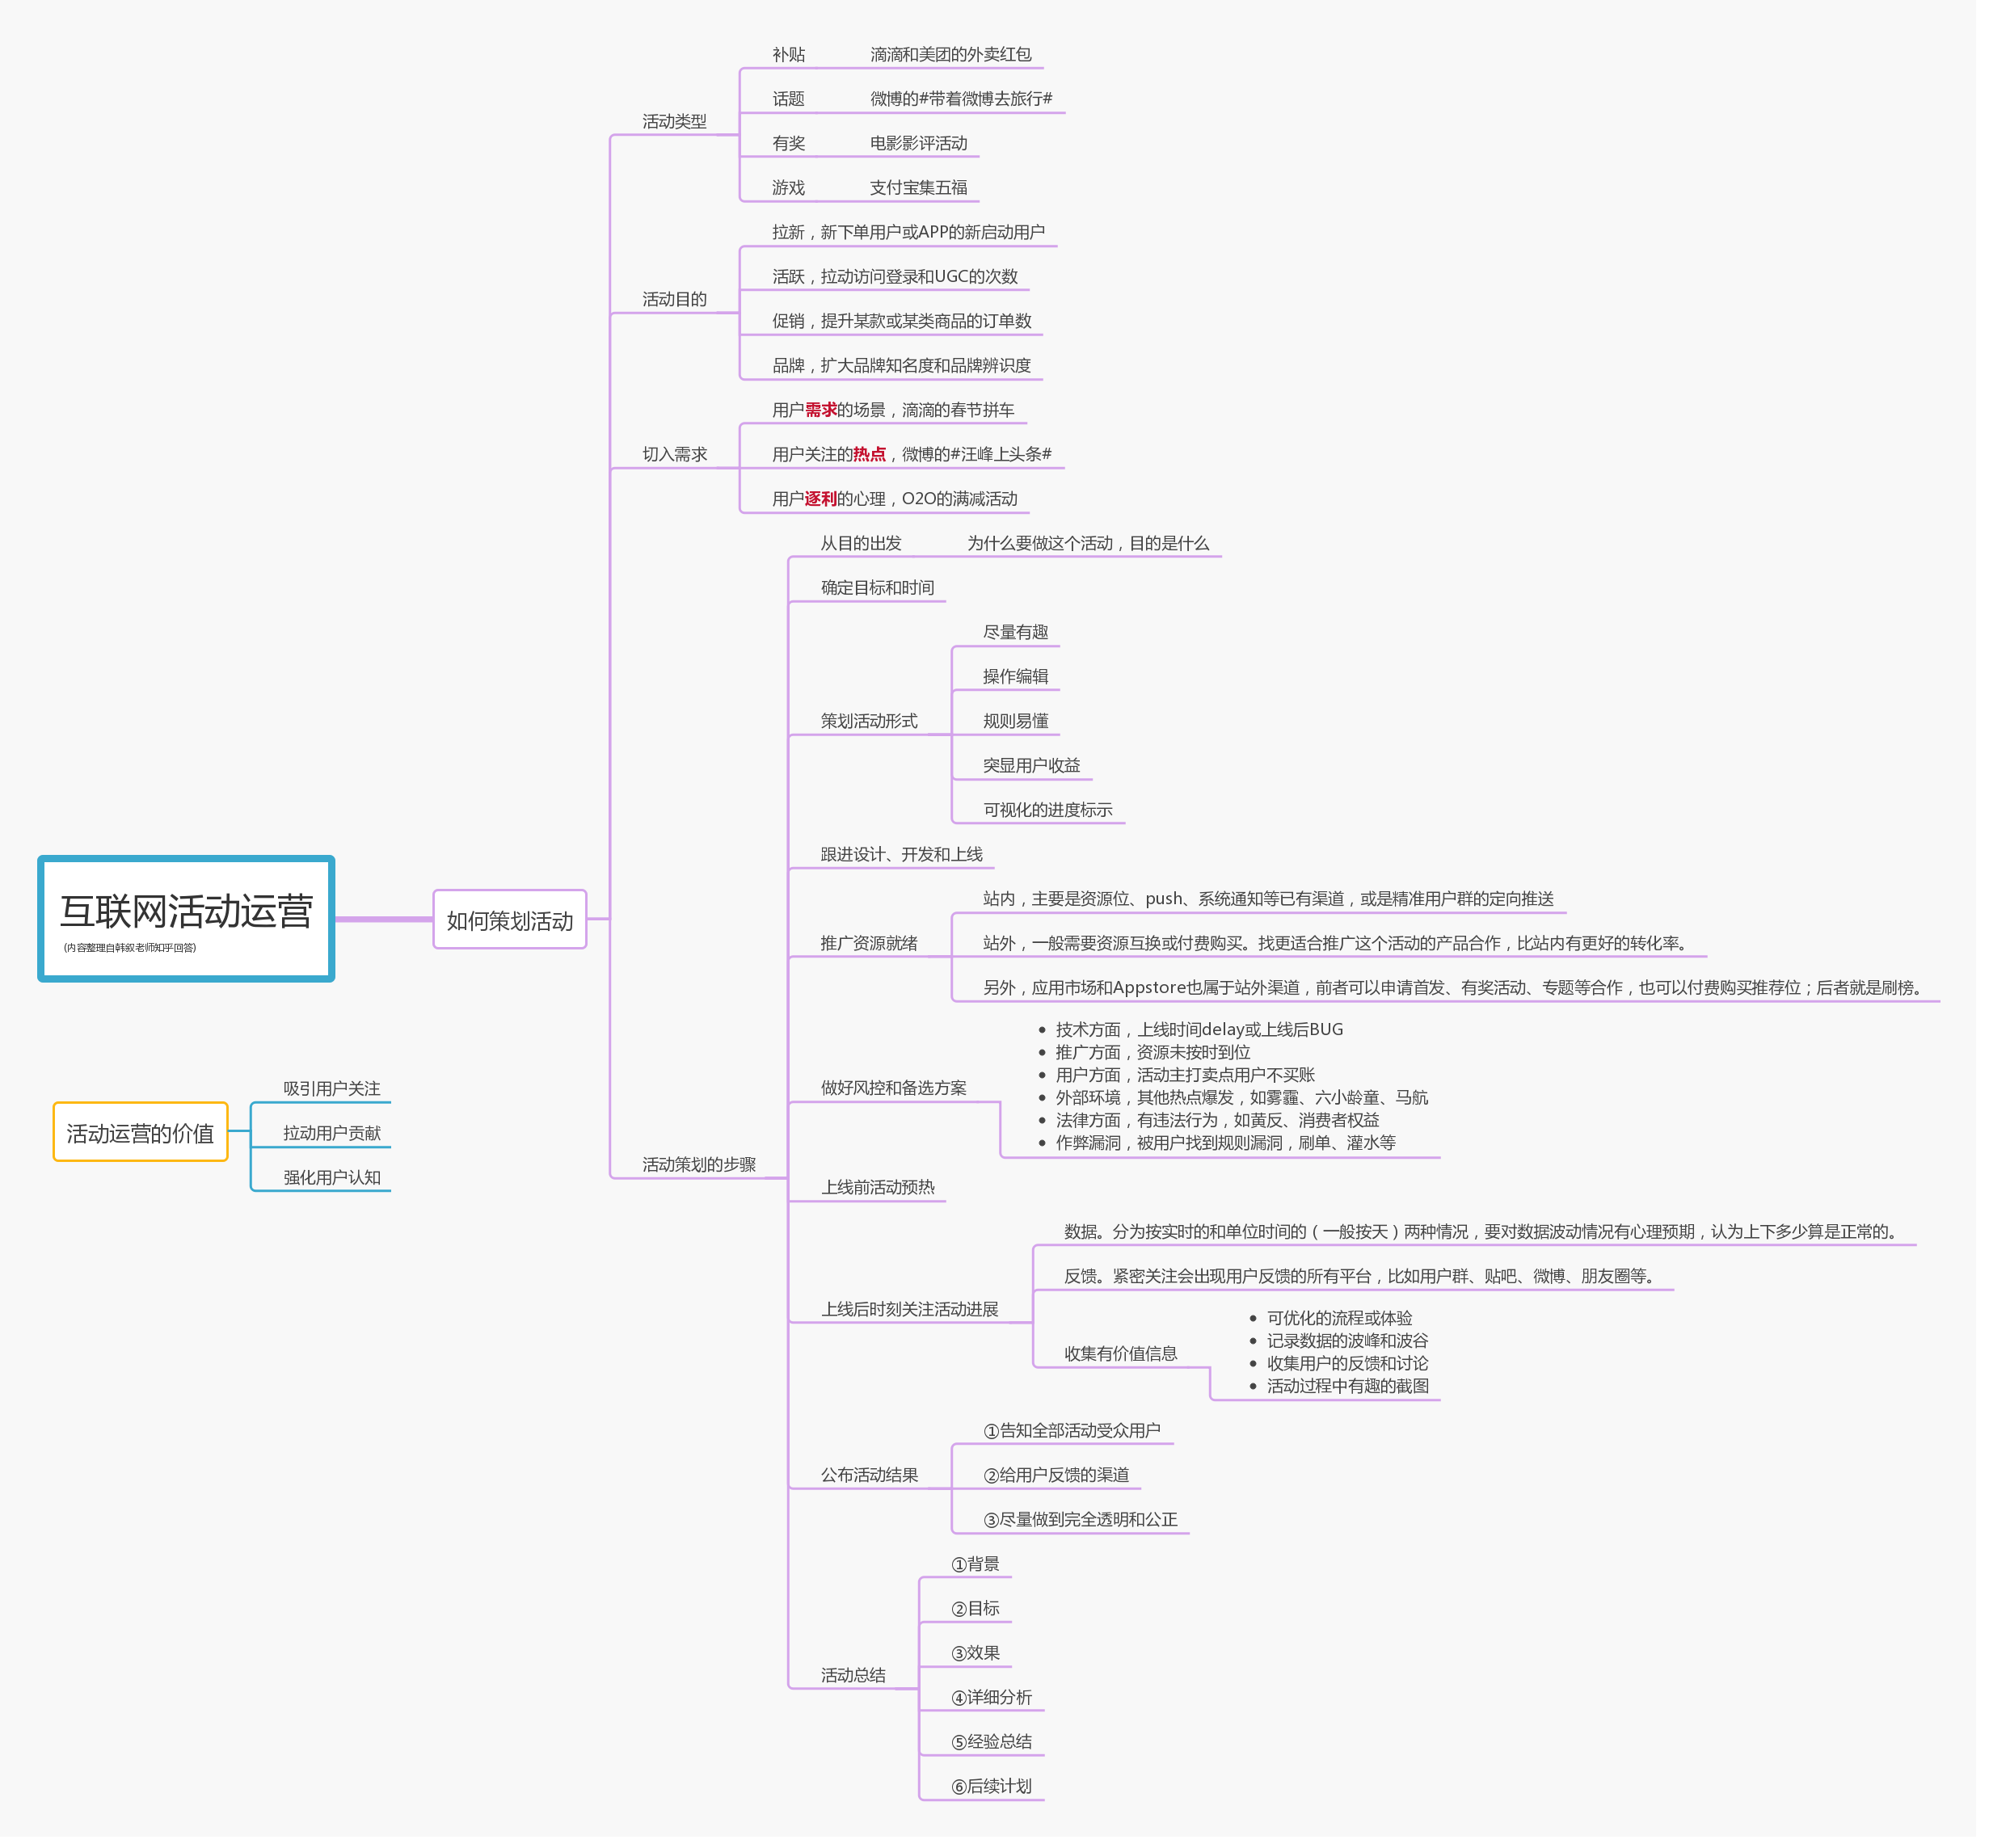 互联网活动运营
(内容整理自韩叙老师知乎回答)
如何策划活动
活动类型
补贴
滴滴和美团的外卖红包
话题
微博的#带着微博去旅行#
有奖
电影影评活动
游戏
支付宝集五福
活动目的
拉新，新下单用户或APP的新启动用户
活跃，拉动访问登录和UGC的次数
促销，提升某款或某类商品的订单数
品牌，扩大品牌知名度和品牌辨识度
切入需求
用户需求的场景，滴滴的春节拼车
用户关注的热点，微博的#汪峰上头条#
用户逐利的心理，O2O的满减活动
活动策划的步骤
从目的出发
为什么要做这个活动，目的是什么
确定目标和时间
策划活动形式
尽量有趣
操作编辑
规则易懂
突显用户收益
可视化的进度标示
跟进设计、开发和上线
推广资源就绪
站内，主要是资源位、push、系统通知等已有渠道，或是精准用户群的定向推送
站外，一般需要资源互换或付费购买。找更适合推广这个活动的产品合作，比站内有更好的转化率。
另外，应用市场和Appstore也属于站外渠道，前者可以申请首发、有奖活动、专题等合作，也可以付费购买推荐位；后者就是刷榜。
做好风控和备选方案
• 技术方面，上线时间delay或上线后BUG
• 推广方面，资源未按时到位
• 用户方面，活动主打卖点用户不买账
• 外部环境，其他热点爆发，如雾霾、六小龄童、马航
• 法律方面，有违法行为，如黄反、消费者权益
• 作弊漏洞，被用户找到规则漏洞，刷单、灌水等
上线前活动预热
上线后时刻关注活动进展
数据。分为按实时的和单位时间的（一般按天）两种情况，要对数据波动情况有心理预期，认为上下多少算是正常的。
反馈。紧密关注会出现用户反馈的所有平台，比如用户群、贴吧、微博、朋友圈等。
收集有价值信息
• 可优化的流程或体验
• 记录数据的波峰和波谷
• 收集用户的反馈和讨论
• 活动过程中有趣的截图
公布活动结果
①告知全部活动受众用户
②给用户反馈的渠道
③尽量做到完全透明和公正
活动总结
①背景
②目标
③效果
④详细分析
⑤经验总结
⑥后续计划
活动运营的价值
吸引用户关注
拉动用户贡献
强化用户认知